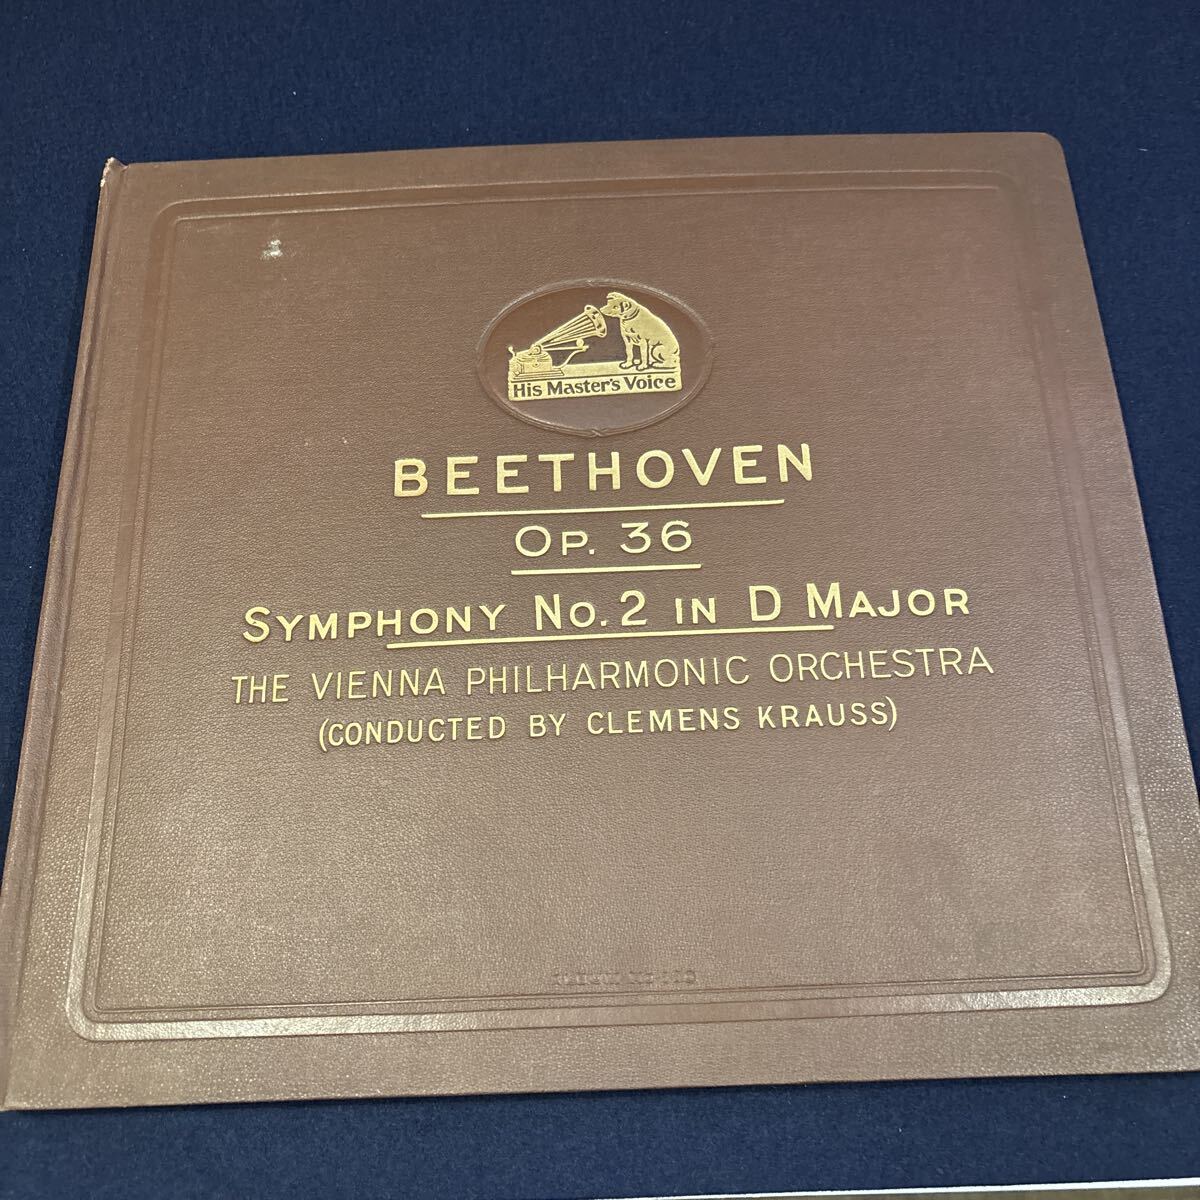 His Master's Voice
BEETHOVEN
OP. 36
SYMPHONY NO. 2 IN D MAJOR
THE VIENNA PHILHARMONIC ORCHESTRA
(CONDUCTED BY CLEMENS KRAUSS)